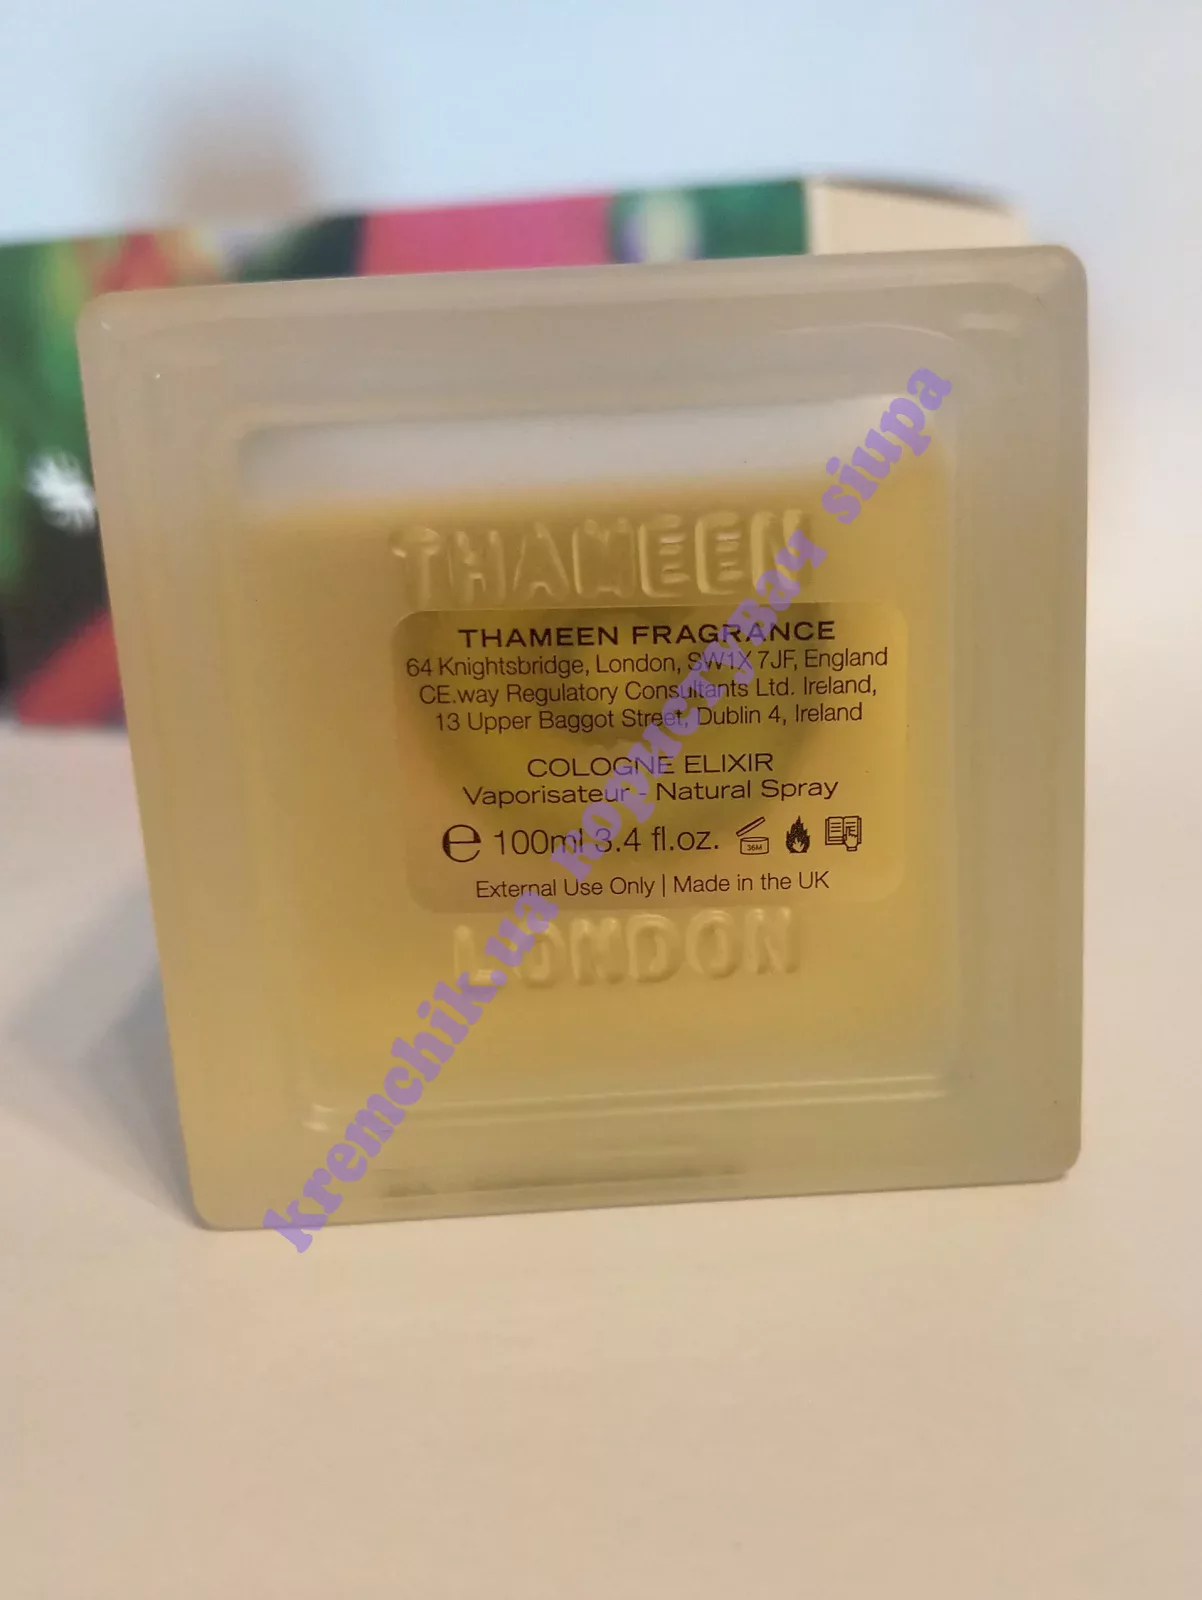 THAMEEN
THAMEEN FRAGRANCE
64 Knightsbridge, London, SW1X 7JF, England
CE.way Regulatory Consultants Ltd. Ireland,
13 Upper Baggot Street, Dublin 4, Ireland
COLOGNE ELIXIR
Vaporisateur - Natural Spray
℮ 100ml 3.4 fl.oz. 36M
External Use Only | Made in the UK
LONDON
kremchik.ua користувач siupa